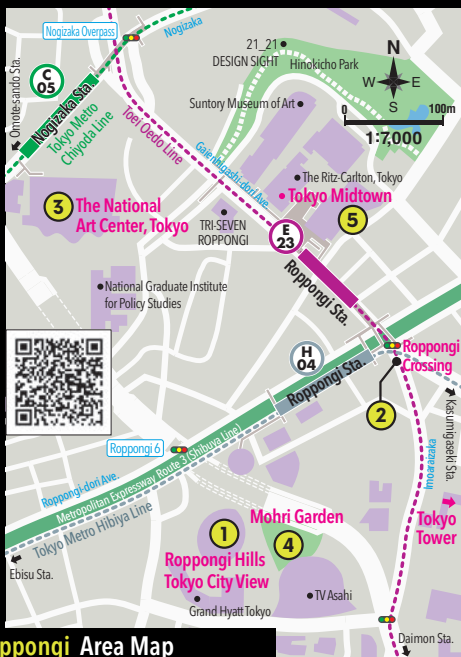 Nogizaka Overpass
Nogizaka
21_21
DESIGN SIGHT
Hinokicho Park
N
W
E
S
0
100m
1:7,000
C
05
Omote-sando Sta.
Nogizaka Sta.
Tokyo Metro
Chiyoda Line
Toei Oedo Line
Suntory Museum of Art
Gaienhigashi-dori Ave.
The Ritz-Carlton, Tokyo
Tokyo Midtown
5
3
The National
Art Center, Tokyo
TRI-SEVEN
ROPPONGI
E
23
Roppongi Sta.
National Graduate Institute
for Policy Studies
H
04
Roppongi Sta.
Roppongi
Crossing
2
Kasumigaseki Sta.
Imoaraizaka
Roppongi 6
Roppongi-dori Ave.
Metropolitan Expressway Route 3 (Shibuya Line)
Tokyo Metro Hibiya Line
Tokyo
Tower
Mohri Garden
1
4
Roppongi Hills
Tokyo City View
Ebisu Sta.
Grand Hyatt Tokyo
TV Asahi
Daimon Sta.
ppongi Area Map